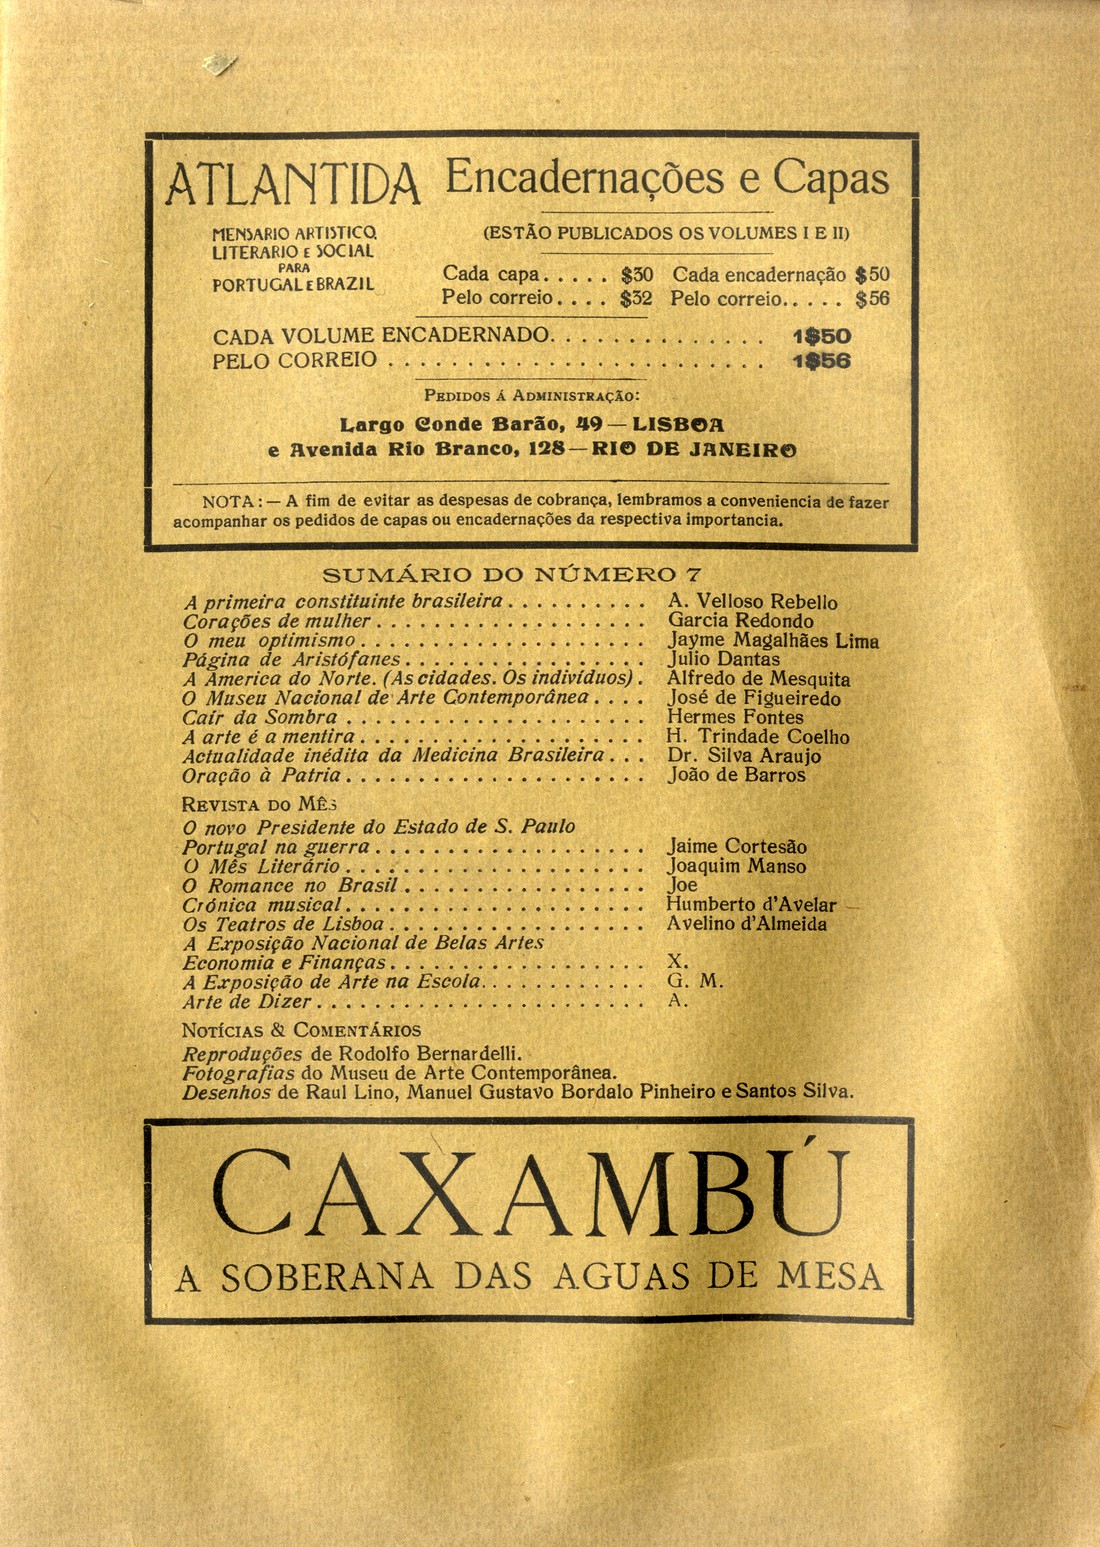 ATLANTIDA
MENSARIO ARTISTICO,
LITERARIO E SOCIAL
PARA
PORTUGAL E BRAZIL
Encadernações e Capas
(ESTÃO PUBLICADOS OS VOLUMES I E II)
Cada capa..... $30 Cada encadernação $50
Pelo correio.... $32 Pelo correio..... $56
CADA VOLUME ENCADERNADO.............. 1$50
PELO CORREIO ....................... 1$56
PEDIDOS Á ADMINISTRAÇÃO:
Largo Conde Barão, 49 — LISBOA
e Avenida Rio Branco, 128 — RIO DE JANEIRO
NOTA: — A fim de evitar as despesas de cobrança, lembramos a conveniencia de fazer
acompanhar os pedidos de capas ou encadernações da respectiva importancia.
SUMÁRIO DO NÚMERO 7
A primeira constituinte brasileira.......... A. Velloso Rebello
Corações de mulher................... Garcia Redondo
O meu optimismo.................... Jayme Magalhães Lima
Página de Aristófanes................. Julio Dantas
A America do Norte. (As cidades. Os indivíduos). Alfredo de Mesquita
O Museu Nacional de Arte Contemporânea.... José de Figueiredo
Caír da Sombra ..................... Hermes Fontes
A arte é a mentira.................... H. Trindade Coelho
Actualidade inédita da Medicina Brasileira... Dr. Silva Araujo
Oração à Patria..................... João de Barros
REVISTA DO MÊS
O novo Presidente do Estado de S. Paulo
Portugal na guerra................... Jaime Cortesão
O Mês Literário..................... Joaquim Manso
O Romance no Brasil................. Joe
Crónica musical..................... Humberto d'Avelar
Os Teatros de Lisboa.................. Avelino d'Almeida
A Exposição Nacional de Belas Artes
Economia e Finanças.................. X.
A Exposição de Arte na Escola............ G. M.
Arte de Dizer....................... A.
NOTÍCIAS & COMENTÁRIOS
Reproduções de Rodolfo Bernardelli.
Fotografias do Museu de Arte Contemporânea.
Desenhos de Raul Lino, Manuel Gustavo Bordalo Pinheiro e Santos Silva.
CAXAMBÚ
A SOBERANA DAS AGUAS DE MESA